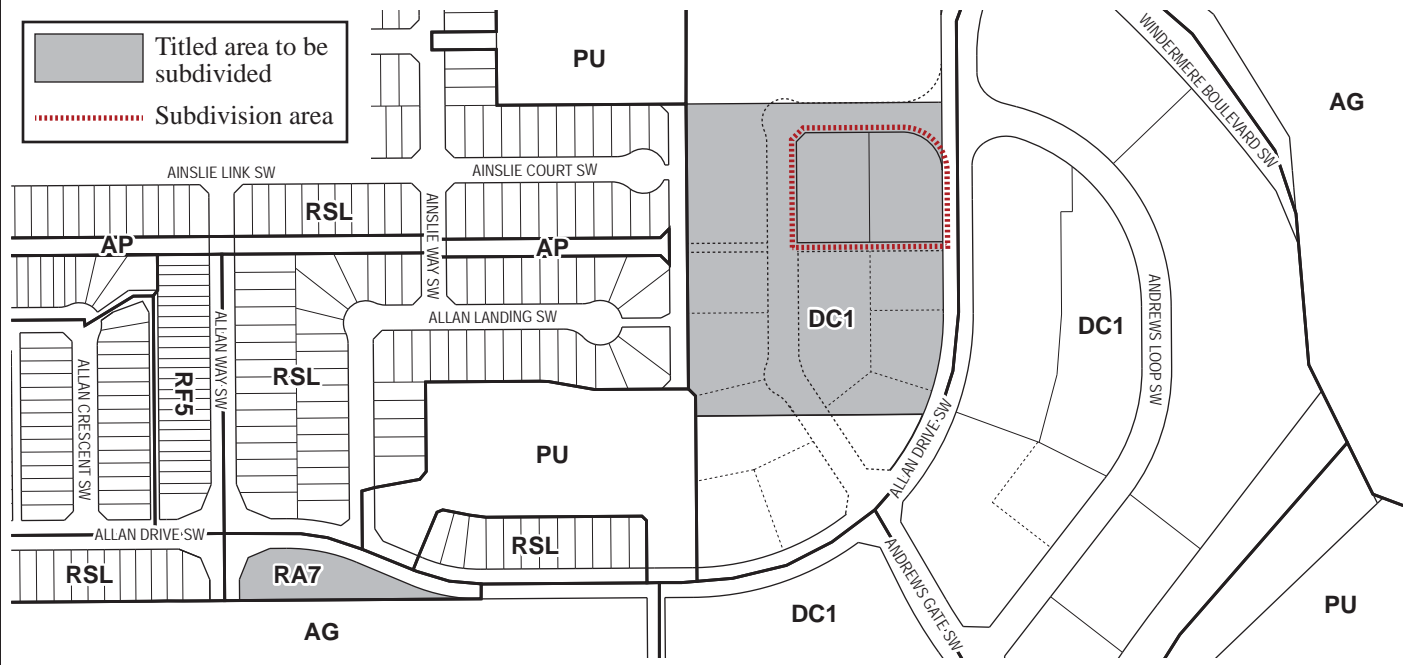 Titled area to be
subdivided
Subdivision area
PU
AG
WINDERMERE BOULEVARD SW
AINSLIE LINK SW
AINSLIE COURT SW
RSL
AINSLIE WAY SW
AP
AP
ANDREWS LOOP SW
ALLAN LANDING SW
DC1
DC1
ALLAN WAY SW
ALLAN CRESCENT SW
RF5
RSL
PU
ALLAN DRIVE SW
ALLAN DRIVE SW
RSL
RSL
RA7
ANDREWS GATE SW
DC1
PU
AG